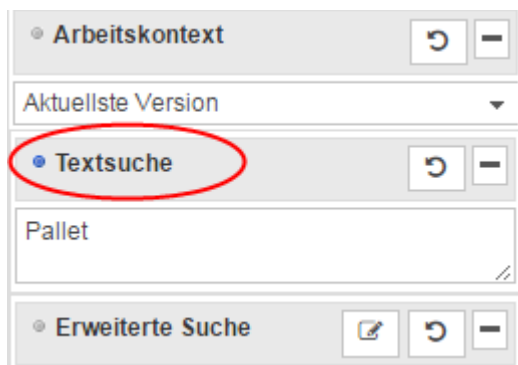 Arbeitskontext
Aktuellste Version
Textsuche
Pallet
Erweiterte Suche